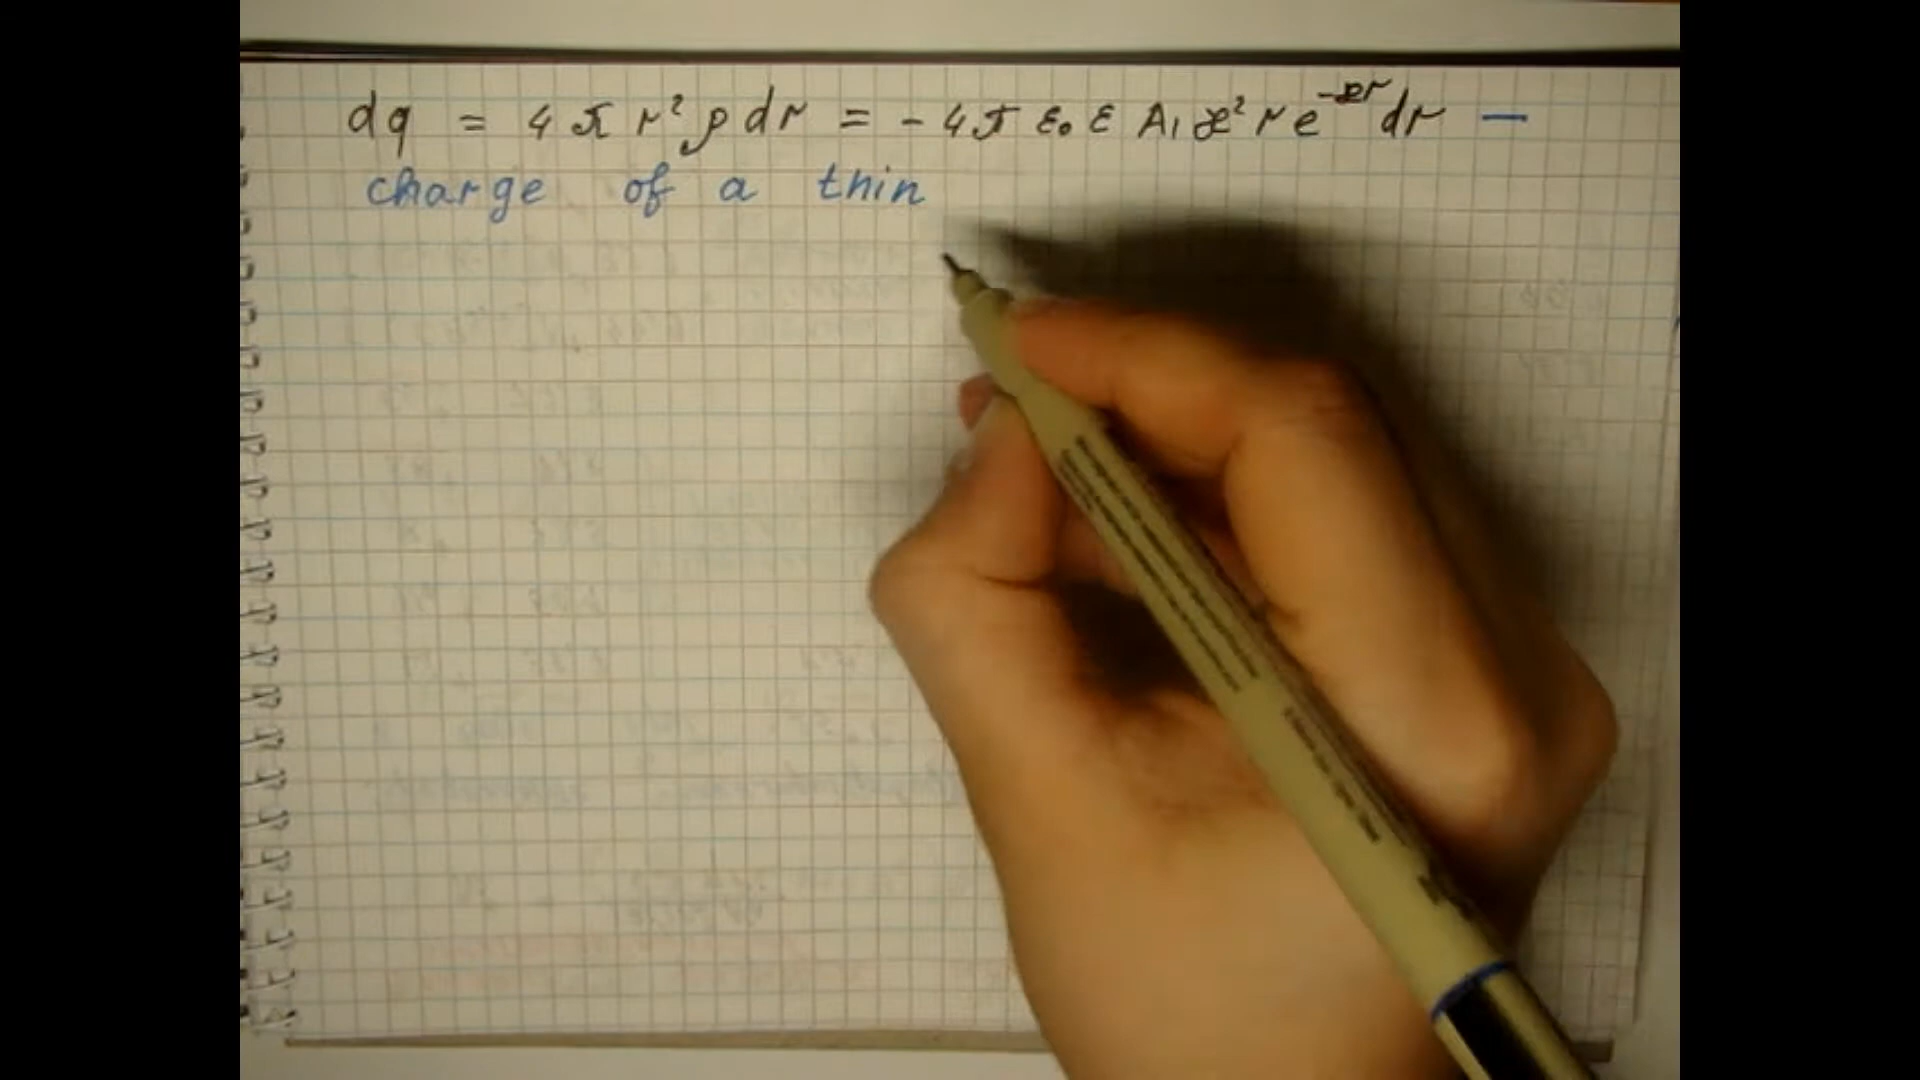 dq = 4πr²ρdr = -4πε₀εA₁æ²re^(-ær)dr —
charge of a thin